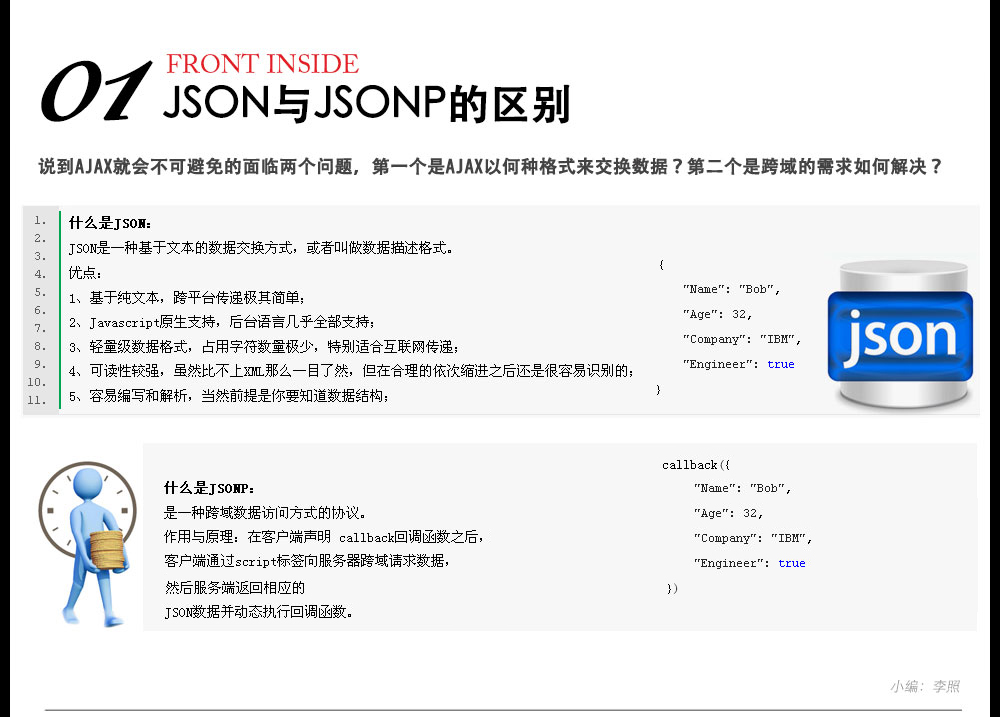 01
FRONT INSIDE
JSON与JSONP的区别
说到AJAX就会不可避免的面临两个问题，第一个是AJAX以何种格式来交换数据？第二个是跨域的需求如何解决？
1.
2.
3.
4.
5.
6.
7.
8.
9.
10.
11.
什么是JSON：
JSON是一种基于文本的数据交换方式，或者叫做数据描述格式。
优点：
1、基于纯文本，跨平台传递极其简单；
2、Javascript原生支持，后台语言几乎全部支持；
3、轻量级数据格式，占用字符数量极少，特别适合互联网传递；
4、可读性较强，虽然比不上XML那么一目了然，但在合理的依次缩进之后还是很容易识别的；
5、容易编写和解析，当然前提是你要知道数据结构；
{
"Name": "Bob",
"Age": 32,
"Company": "IBM",
"Engineer": true
}
json
什么是JSONP：
是一种跨域数据访问方式的协议。
作用与原理：在客户端声明 callback回调函数之后，
客户端通过script标签向服务器跨域请求数据，
然后服务端返回相应的
JSON数据并动态执行回调函数。
callback({
"Name": "Bob",
"Age": 32,
"Company": "IBM",
"Engineer": true
})
小编：李照